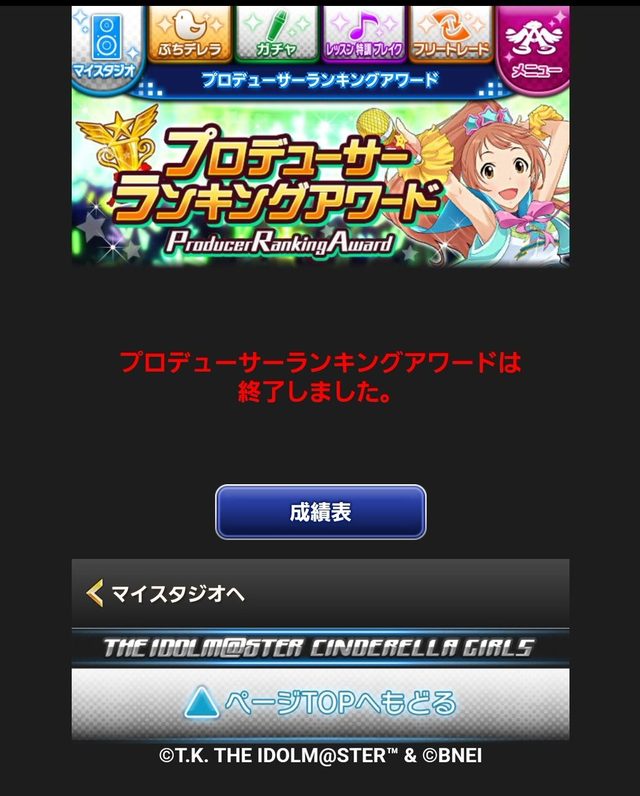 マイスタジオ
ぷちデレラ
ガチャ
レッスン 特訓 ブレイク
フリートレード
メニュー
プロデューサーランキングアワード
プロデューサー
ランキングアワード
Producer Ranking Award
プロデューサーランキングアワードは
終了しました。
成績表
マイスタジオへ
THE IDOLM@STER CINDERELLA GIRLS
ページTOPへもどる
©T.K. THE IDOLM@STER™ & ©BNEI